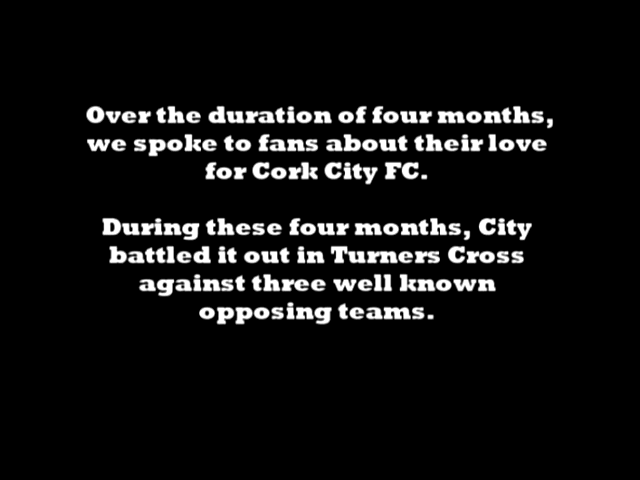 Over the duration of four months,
we spoke to fans about their love
for Cork City FC.
During these four months, City
battled it out in Turners Cross
against three well known
opposing teams.